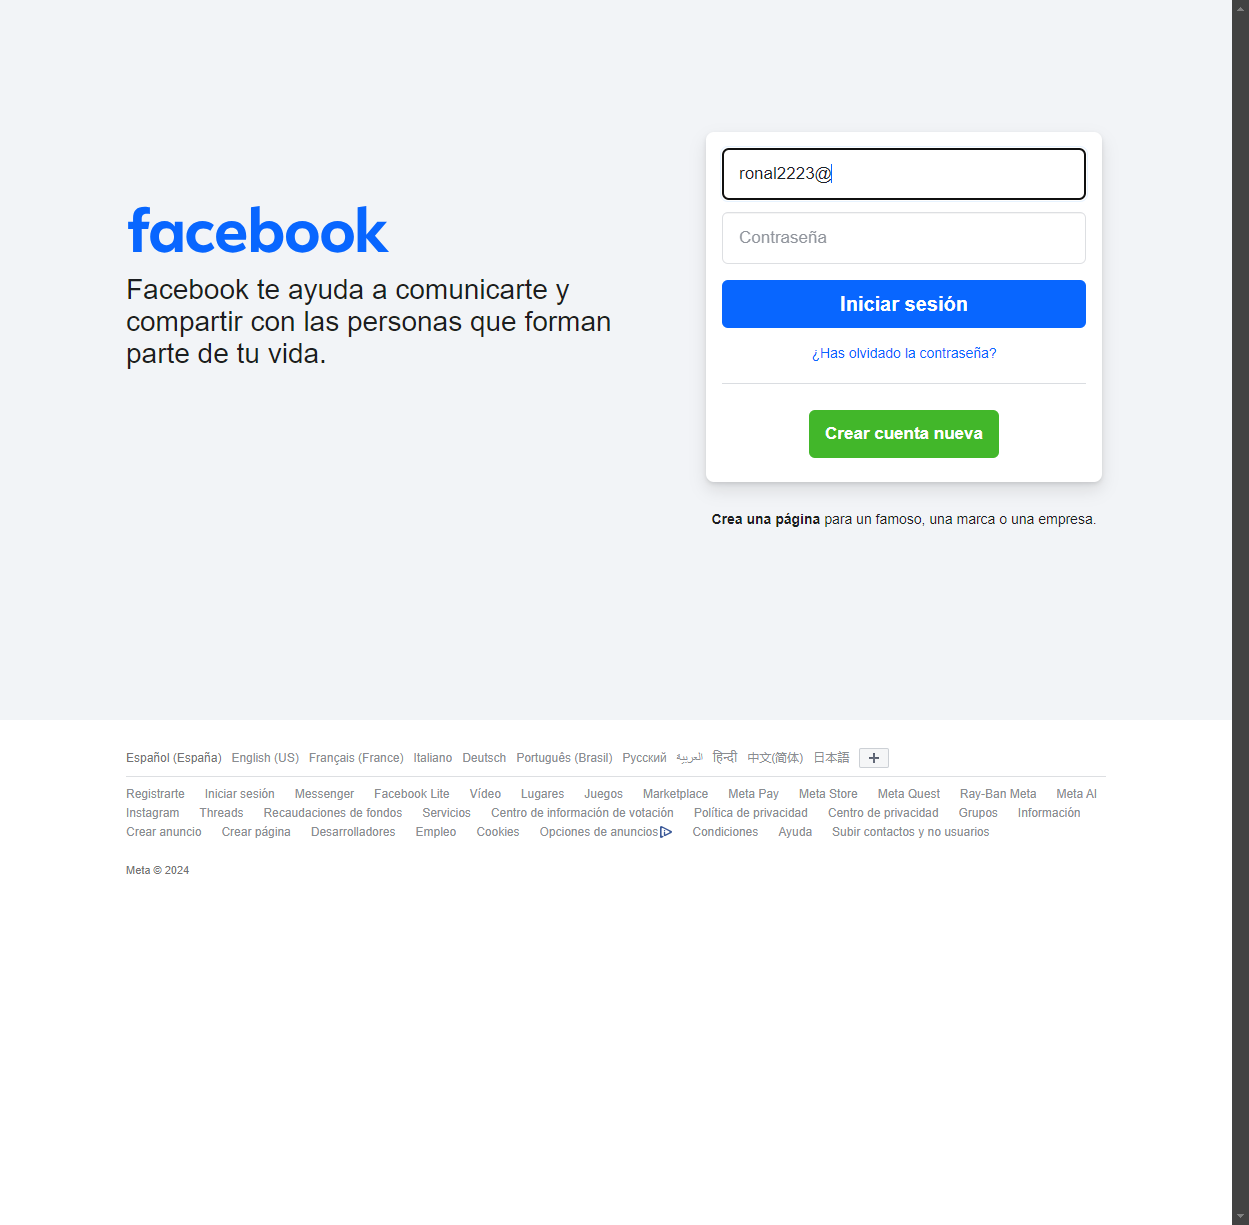 facebook
Facebook te ayuda a comunicarte y
compartir con las personas que forman
parte de tu vida.
ronal2223@
Contraseña
Iniciar sesión
¿Has olvidado la contraseña?
Crear cuenta nueva
Crea una página para un famoso, una marca o una empresa.
Español (España) English (US) Français (France) Italiano Deutsch Português (Brasil) Русский العربية हिन्दी 中文(简体) 日本語
Registrarte Iniciar sesión Messenger Facebook Lite Vídeo Lugares Juegos Marketplace Meta Pay Meta Store Meta Quest Ray-Ban Meta Meta AI
Instagram Threads Recaudaciones de fondos Servicios Centro de información de votación Política de privacidad Centro de privacidad Grupos Información
Crear anuncio Crear página Desarrolladores Empleo Cookies Opciones de anuncios Condiciones Ayuda Subir contactos y no usuarios
Meta © 2024